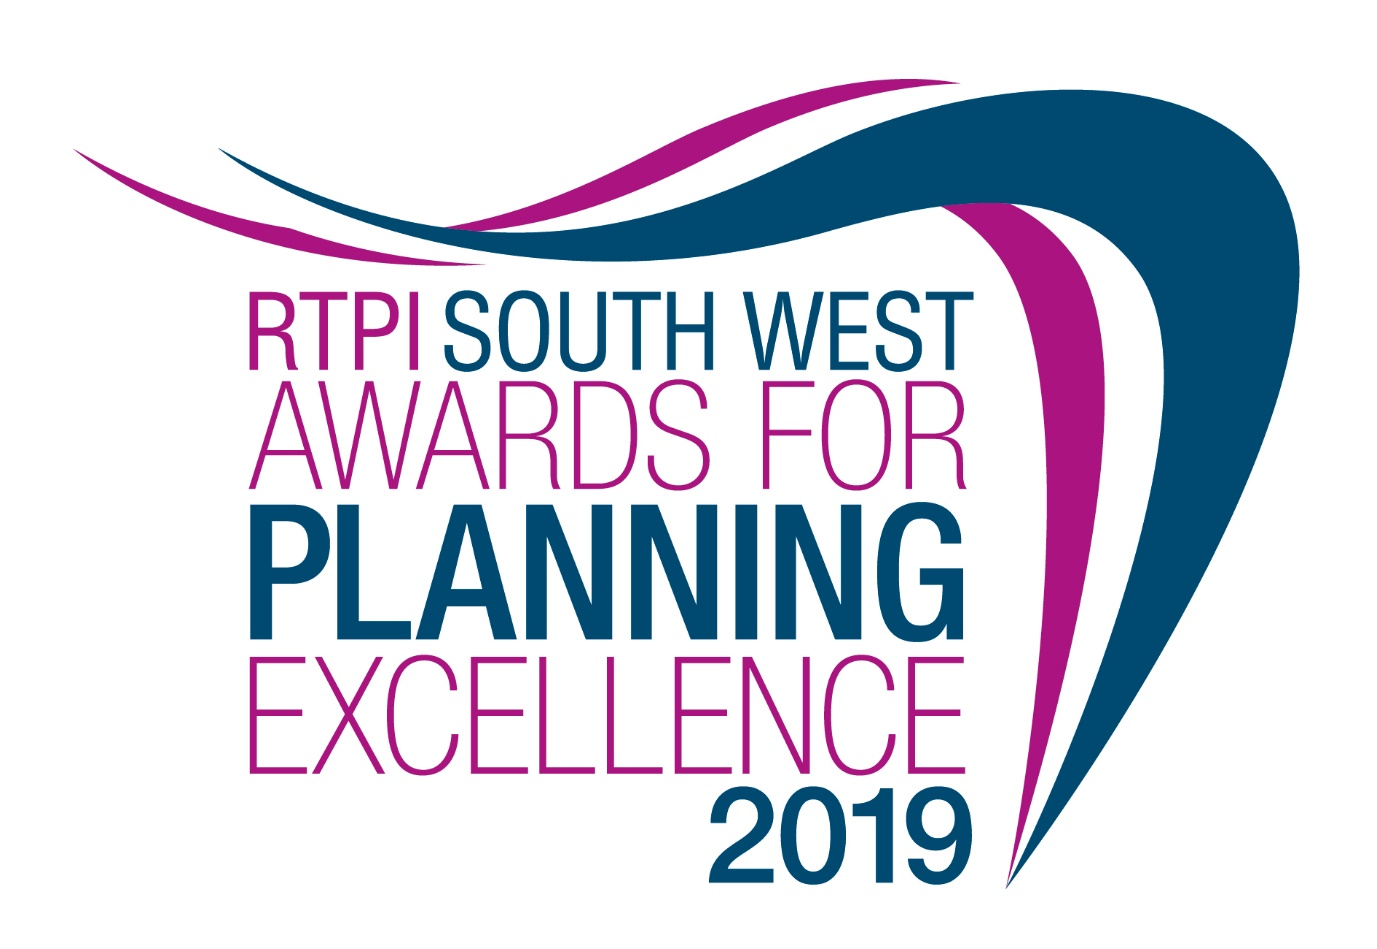 RTPI SOUTH WEST
AWARDS FOR
PLANNING
EXCELLENCE
2019